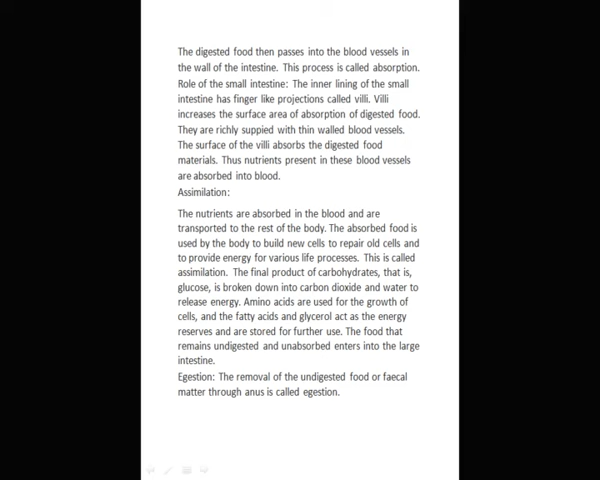 The digested food then passes into the blood vessels in
the wall of the intestine. This process is called absorption.
Role of the small intestine: The inner lining of the small
intestine has finger like projections called villi. Villi
increases the surface area of absorption of digested food.
They are richly suppied with thin walled blood vessels.
The surface of the villi absorbs the digested food
materials. Thus nutrients present in these blood vessels
are absorbed into blood.
Assimilation:
The nutrients are absorbed in the blood and are
transported to the rest of the body. The absorbed food is
used by the body to build new cells to repair old cells and
to provide energy for various life processes. This is called
assimilation. The final product of carbohydrates, that is,
glucose, is broken down into carbon dioxide and water to
release energy. Amino acids are used for the growth of
cells, and the fatty acids and glycerol act as the energy
reserves and are stored for further use. The food that
remains undigested and unabsorbed enters into the large
intestine.
Egestion: The removal of the undigested food or faecal
matter through anus is called egestion.